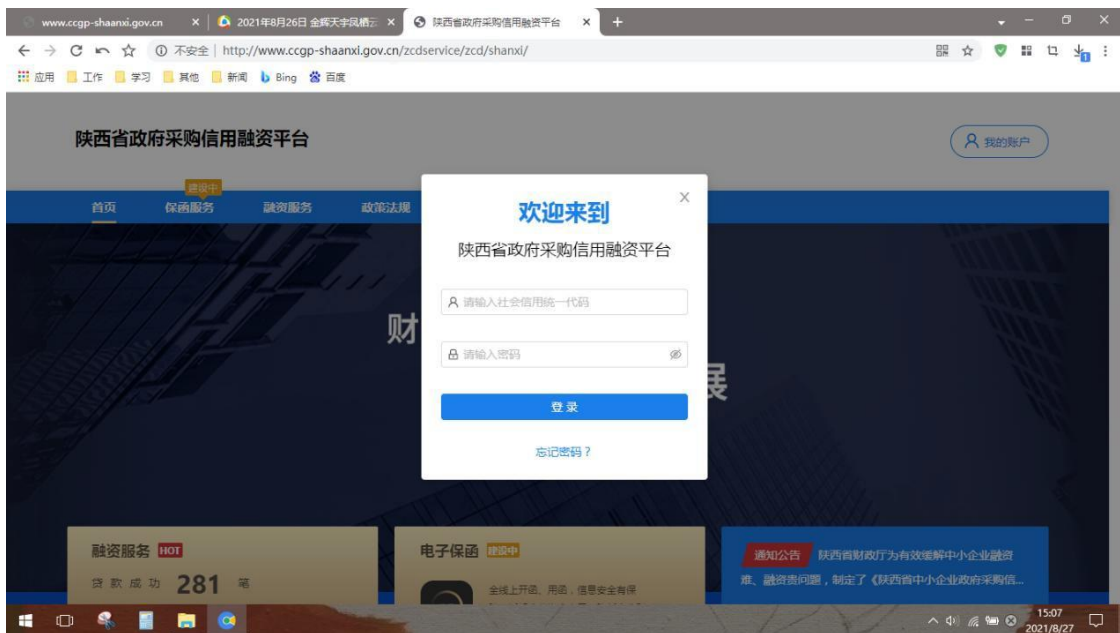 www.ccgp-shaanxi.gov.cn
2021年8月26日 金辉天宇凤栖云
陕西省政府采购信用融资平台
不安全 | http://www.ccgp-shaanxi.gov.cn/zcdservice/zcd/shanxi/
应用 工作 学习 其他 新闻 Bing 百度
陕西省政府采购信用融资平台
我的账户
建设中
首页 保函服务 融资服务 政策法规
欢迎来到
陕西省政府采购信用融资平台
请输入社会信用统一代码
请输入密码
登录
忘记密码？
财
展
融资服务 HOT
贷款成功 281 笔
电子保函 建设中
全线上开函、用函，信息安全有保
通知公告 陕西省财政厅为有效缓解中小企业融资
难、融资贵问题，制定了《陕西省中小企业政府采购信...
15:07
2021/8/27